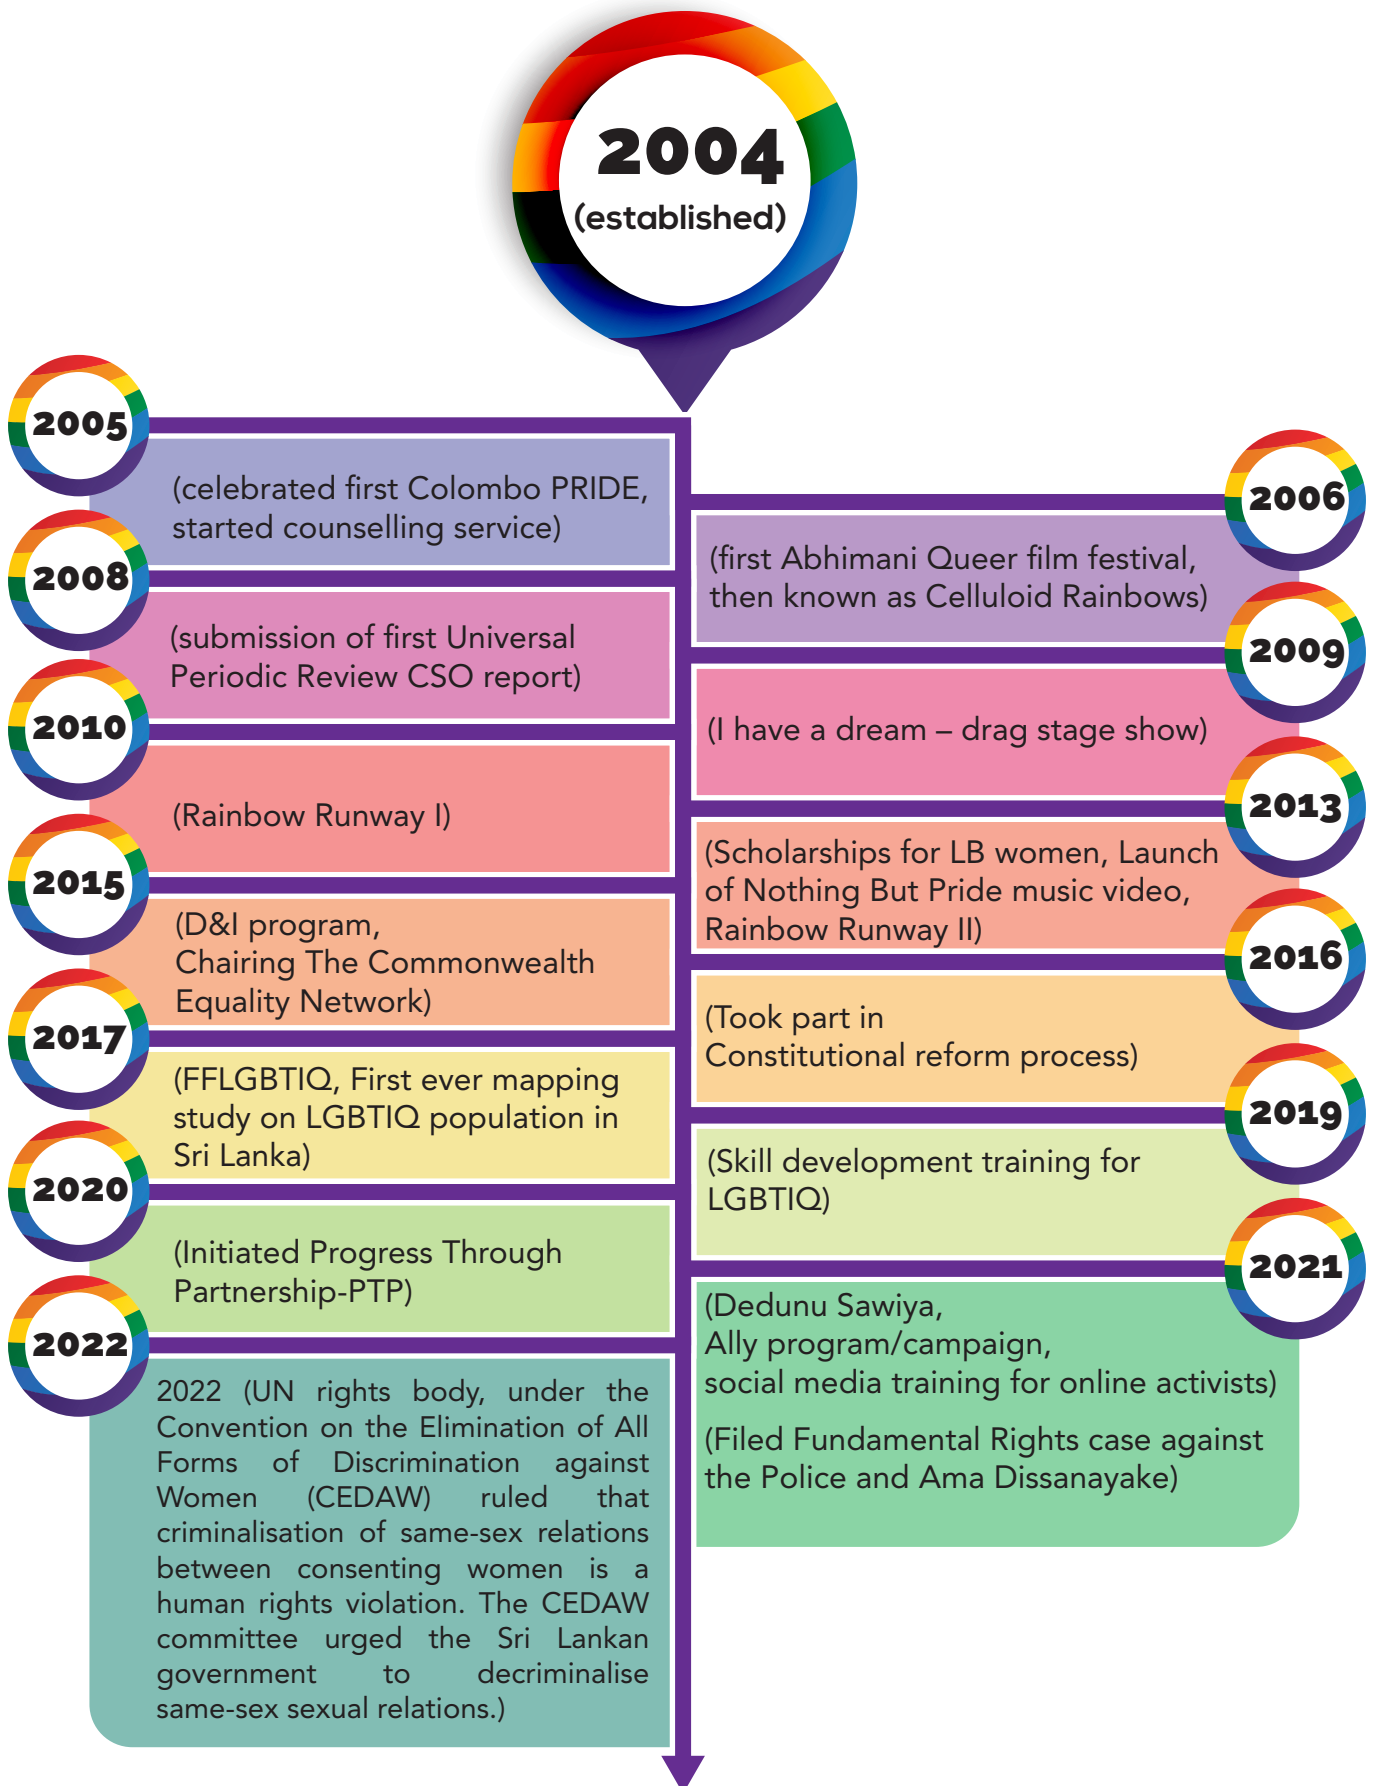 2004
(established)
2005
(celebrated first Colombo PRIDE,
started counselling service)
2006
(first Abhimani Queer film festival,
then known as Celluloid Rainbows)
2008
(submission of first Universal
Periodic Review CSO report)
2009
(I have a dream – drag stage show)
2010
(Rainbow Runway I)
2013
(Scholarships for LB women, Launch
of Nothing But Pride music video,
Rainbow Runway II)
2015
(D&I program,
Chairing The Commonwealth
Equality Network)
2016
(Took part in
Constitutional reform process)
2017
(FFLGBTIQ, First ever mapping
study on LGBTIQ population in
Sri Lanka)
2019
(Skill development training for
LGBTIQ)
2020
(Initiated Progress Through
Partnership-PTP)
2021
(Dedunu Sawiya,
Ally program/campaign,
social media training for online activists)
(Filed Fundamental Rights case against
the Police and Ama Dissanayake)
2022
2022 (UN rights body, under the
Convention on the Elimination of All
Forms of Discrimination against
Women (CEDAW) ruled that
criminalisation of same-sex relations
between consenting women is a
human rights violation. The CEDAW
committee urged the Sri Lankan
government to decriminalise
same-sex sexual relations.)